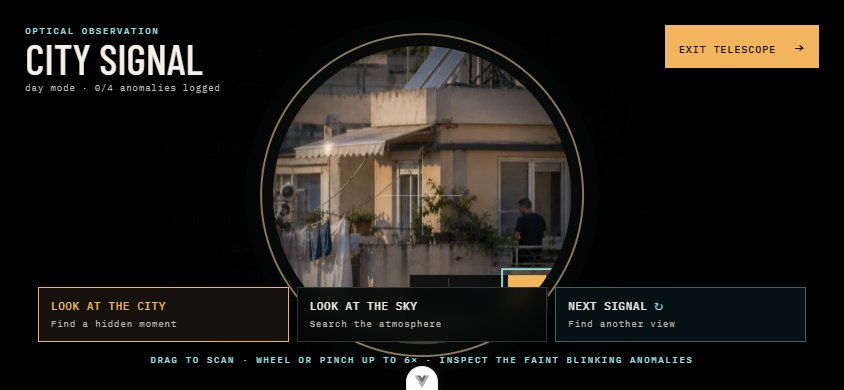 OPTICAL OBSERVATION
CITY SIGNAL
day mode · 0/4 anomalies logged
EXIT TELESCOPE →
LOOK AT THE CITY
Find a hidden moment
LOOK AT THE SKY
Search the atmosphere
NEXT SIGNAL ↻
Find another view
DRAG TO SCAN · WHEEL OR PINCH UP TO 6× · INSPECT THE FAINT BLINKING ANOMALIES